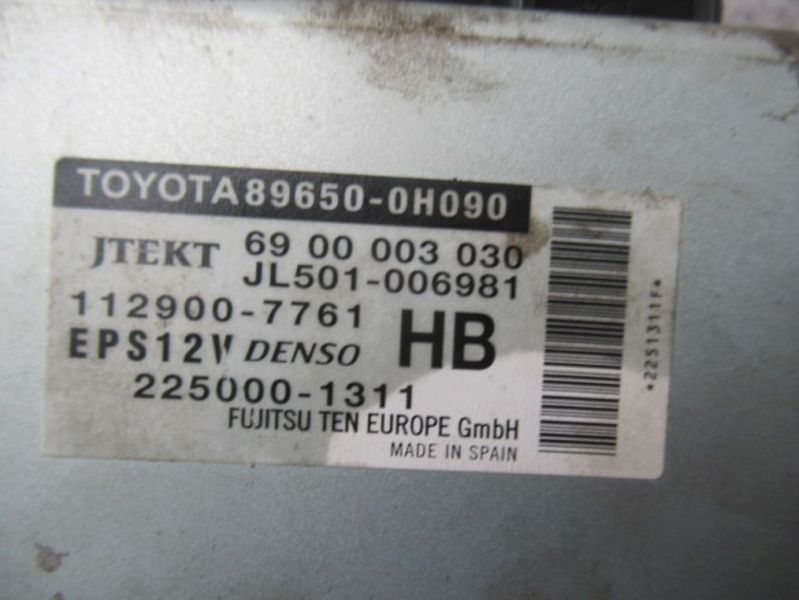 TOYOTA 89650-0H090
JTEKT 69 00 003 030
JL501-006981
112900-7761
EPS12V DENSO HB
225000-1311
FUJITSU TEN EUROPE GmbH
MADE IN SPAIN
*2251311F*